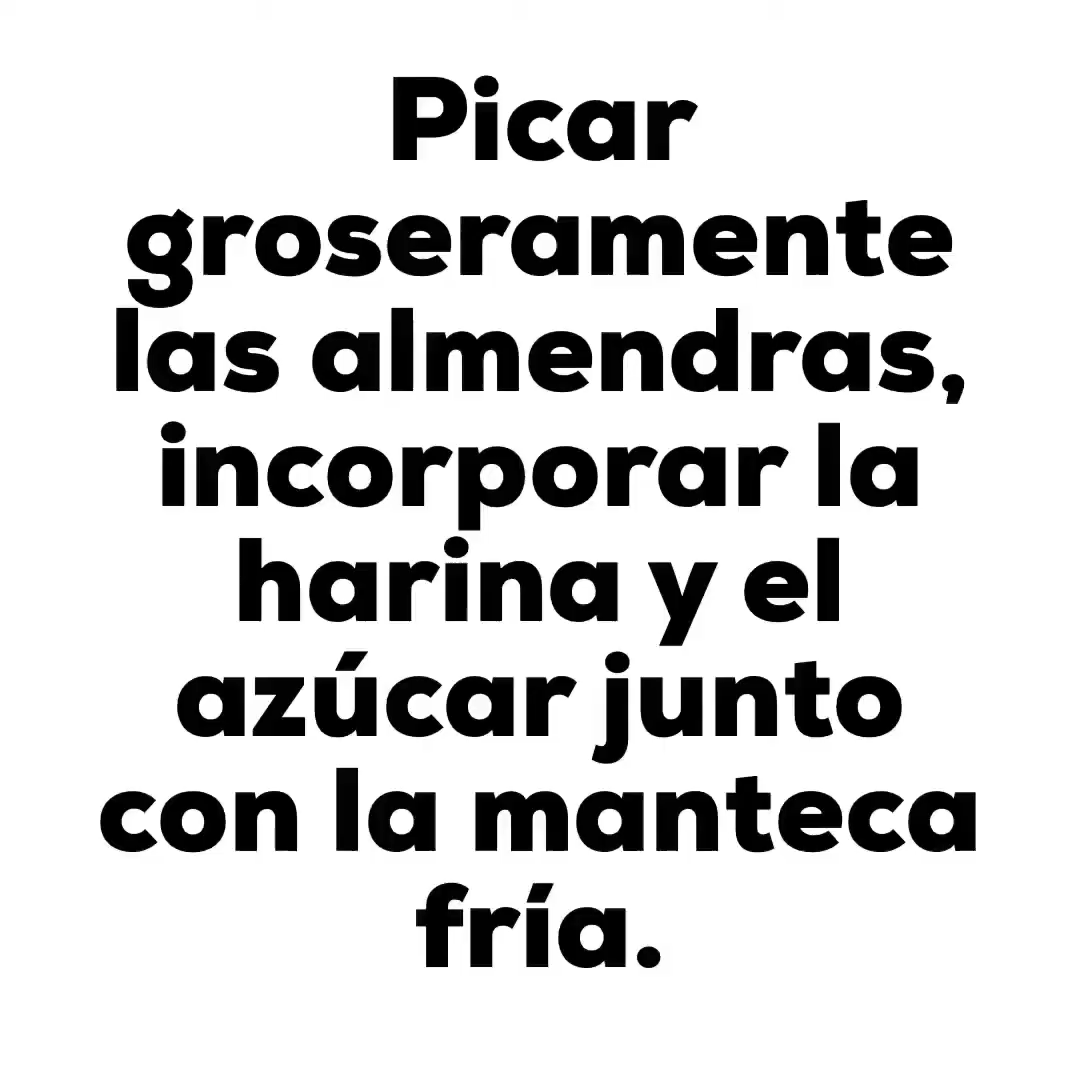 Picar
groseramente
las almendras,
incorporar la
harina y el
azúcar junto
con la manteca
fría.